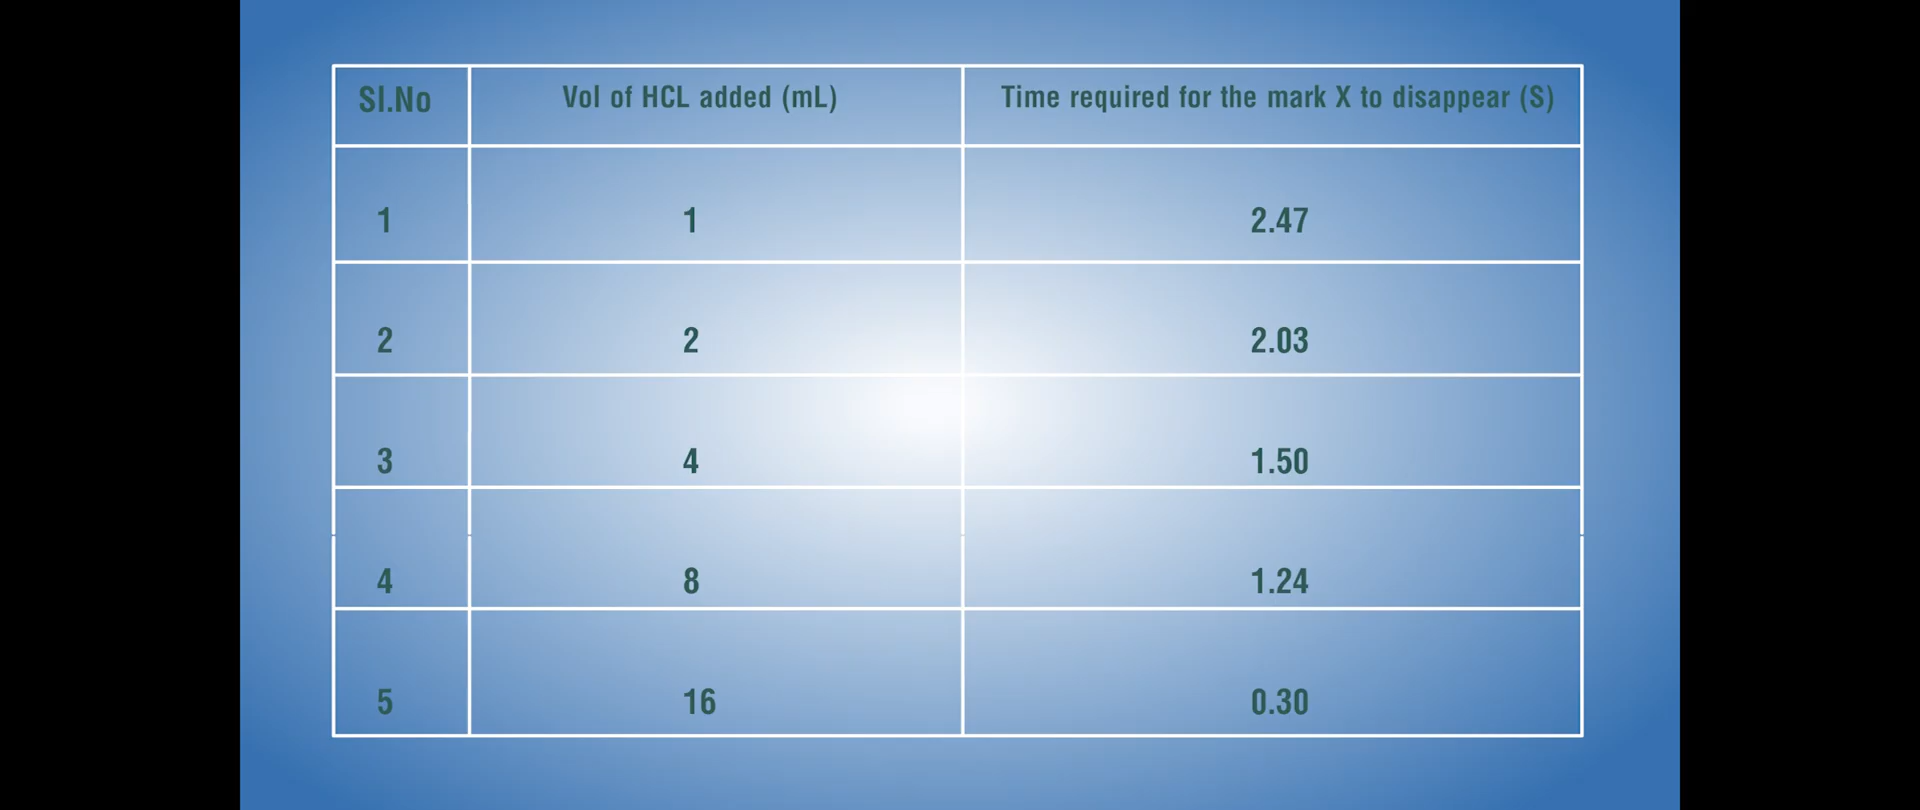 Sl.No Vol of HCL added (mL) Time required for the mark X to disappear (S)
1 1 2.47
2 2 2.03
3 4 1.50
4 8 1.24
5 16 0.30